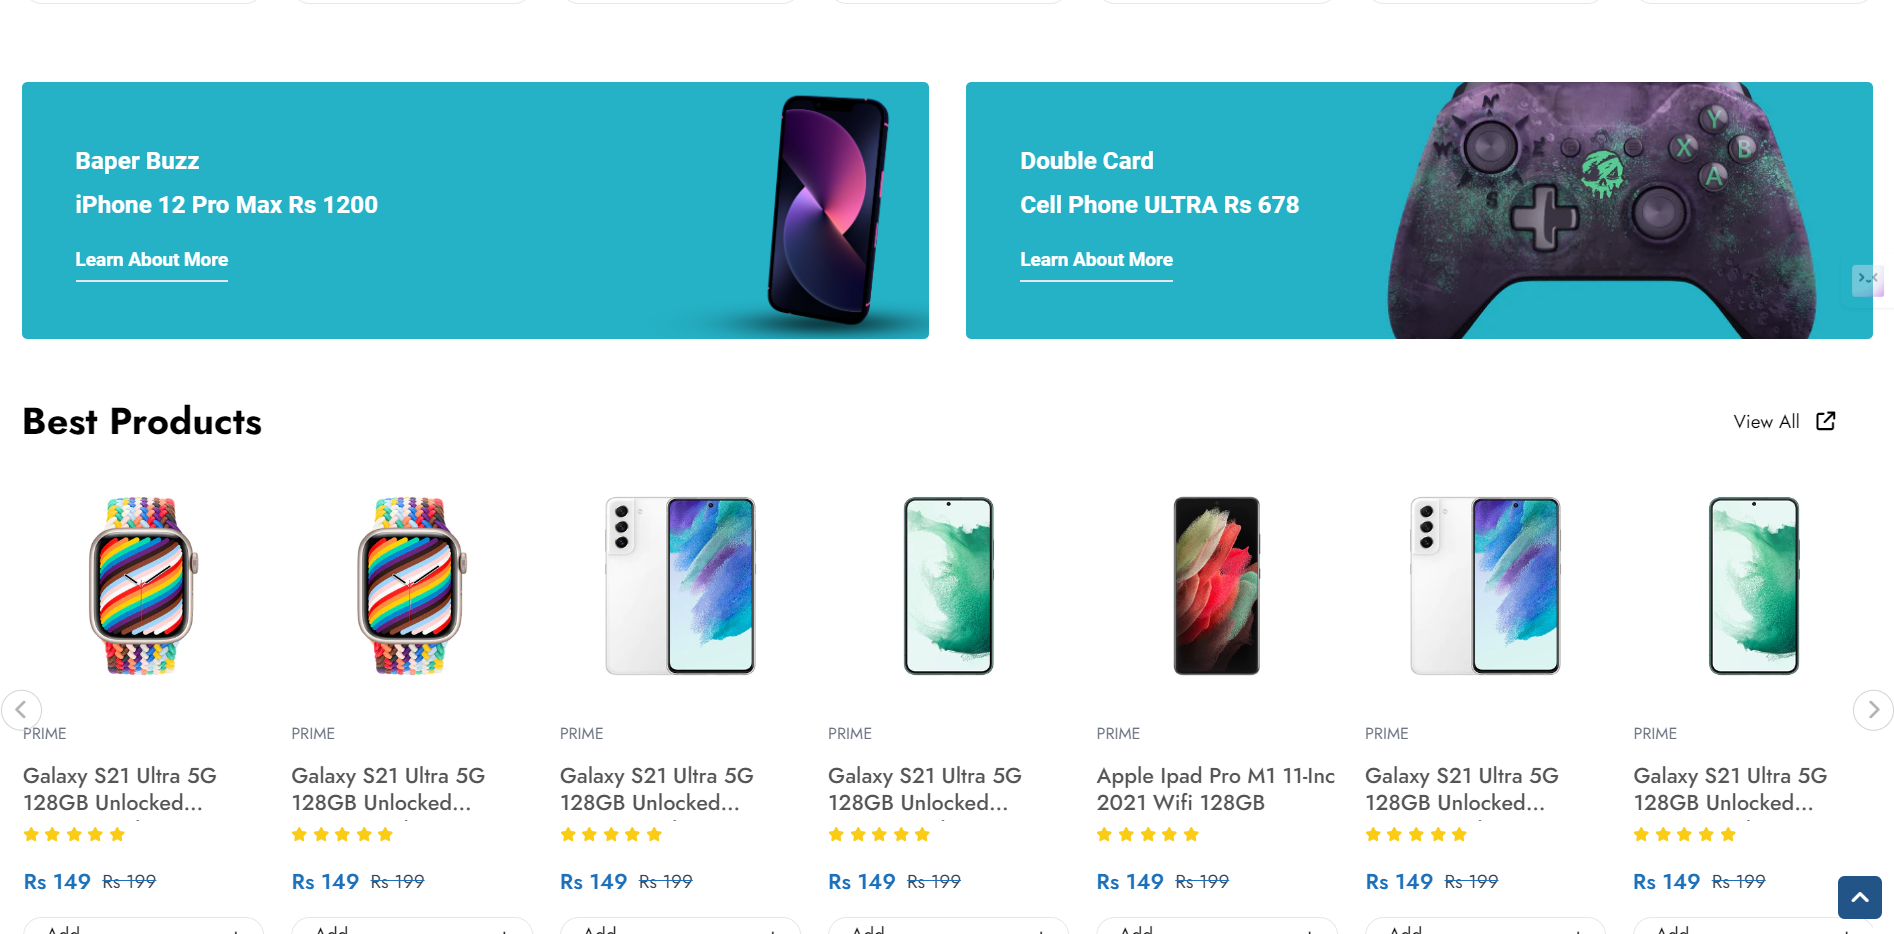 Baper Buzz
iPhone 12 Pro Max Rs 1200
Learn About More
Double Card
Cell Phone ULTRA Rs 678
Learn About More
N
W
E
S
Y
X
B
A
Best Products
View All
PRIME
Galaxy S21 Ultra 5G
128GB Unlocked...
Rs 149 Rs 199
Add +
PRIME
Galaxy S21 Ultra 5G
128GB Unlocked...
Rs 149 Rs 199
Add +
PRIME
Galaxy S21 Ultra 5G
128GB Unlocked...
Rs 149 Rs 199
Add +
PRIME
Galaxy S21 Ultra 5G
128GB Unlocked...
Rs 149 Rs 199
Add +
PRIME
Apple Ipad Pro M1 11-Inc
2021 Wifi 128GB
Rs 149 Rs 199
Add +
PRIME
Galaxy S21 Ultra 5G
128GB Unlocked...
Rs 149 Rs 199
Add +
PRIME
Galaxy S21 Ultra 5G
128GB Unlocked...
Rs 149 Rs 199
Add +